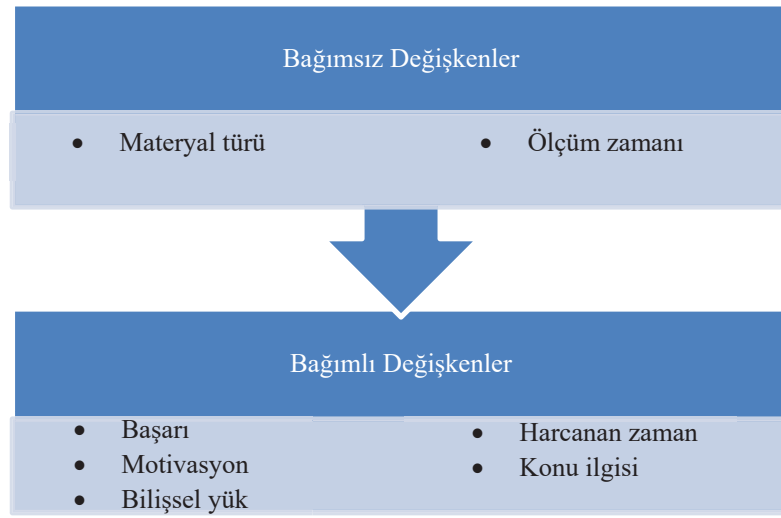 Bağımsız Değişkenler
• Materyal türü
• Ölçüm zamanı
Bağımlı Değişkenler
• Başarı
• Motivasyon
• Bilişsel yük
• Harcanan zaman
• Konu ilgisi